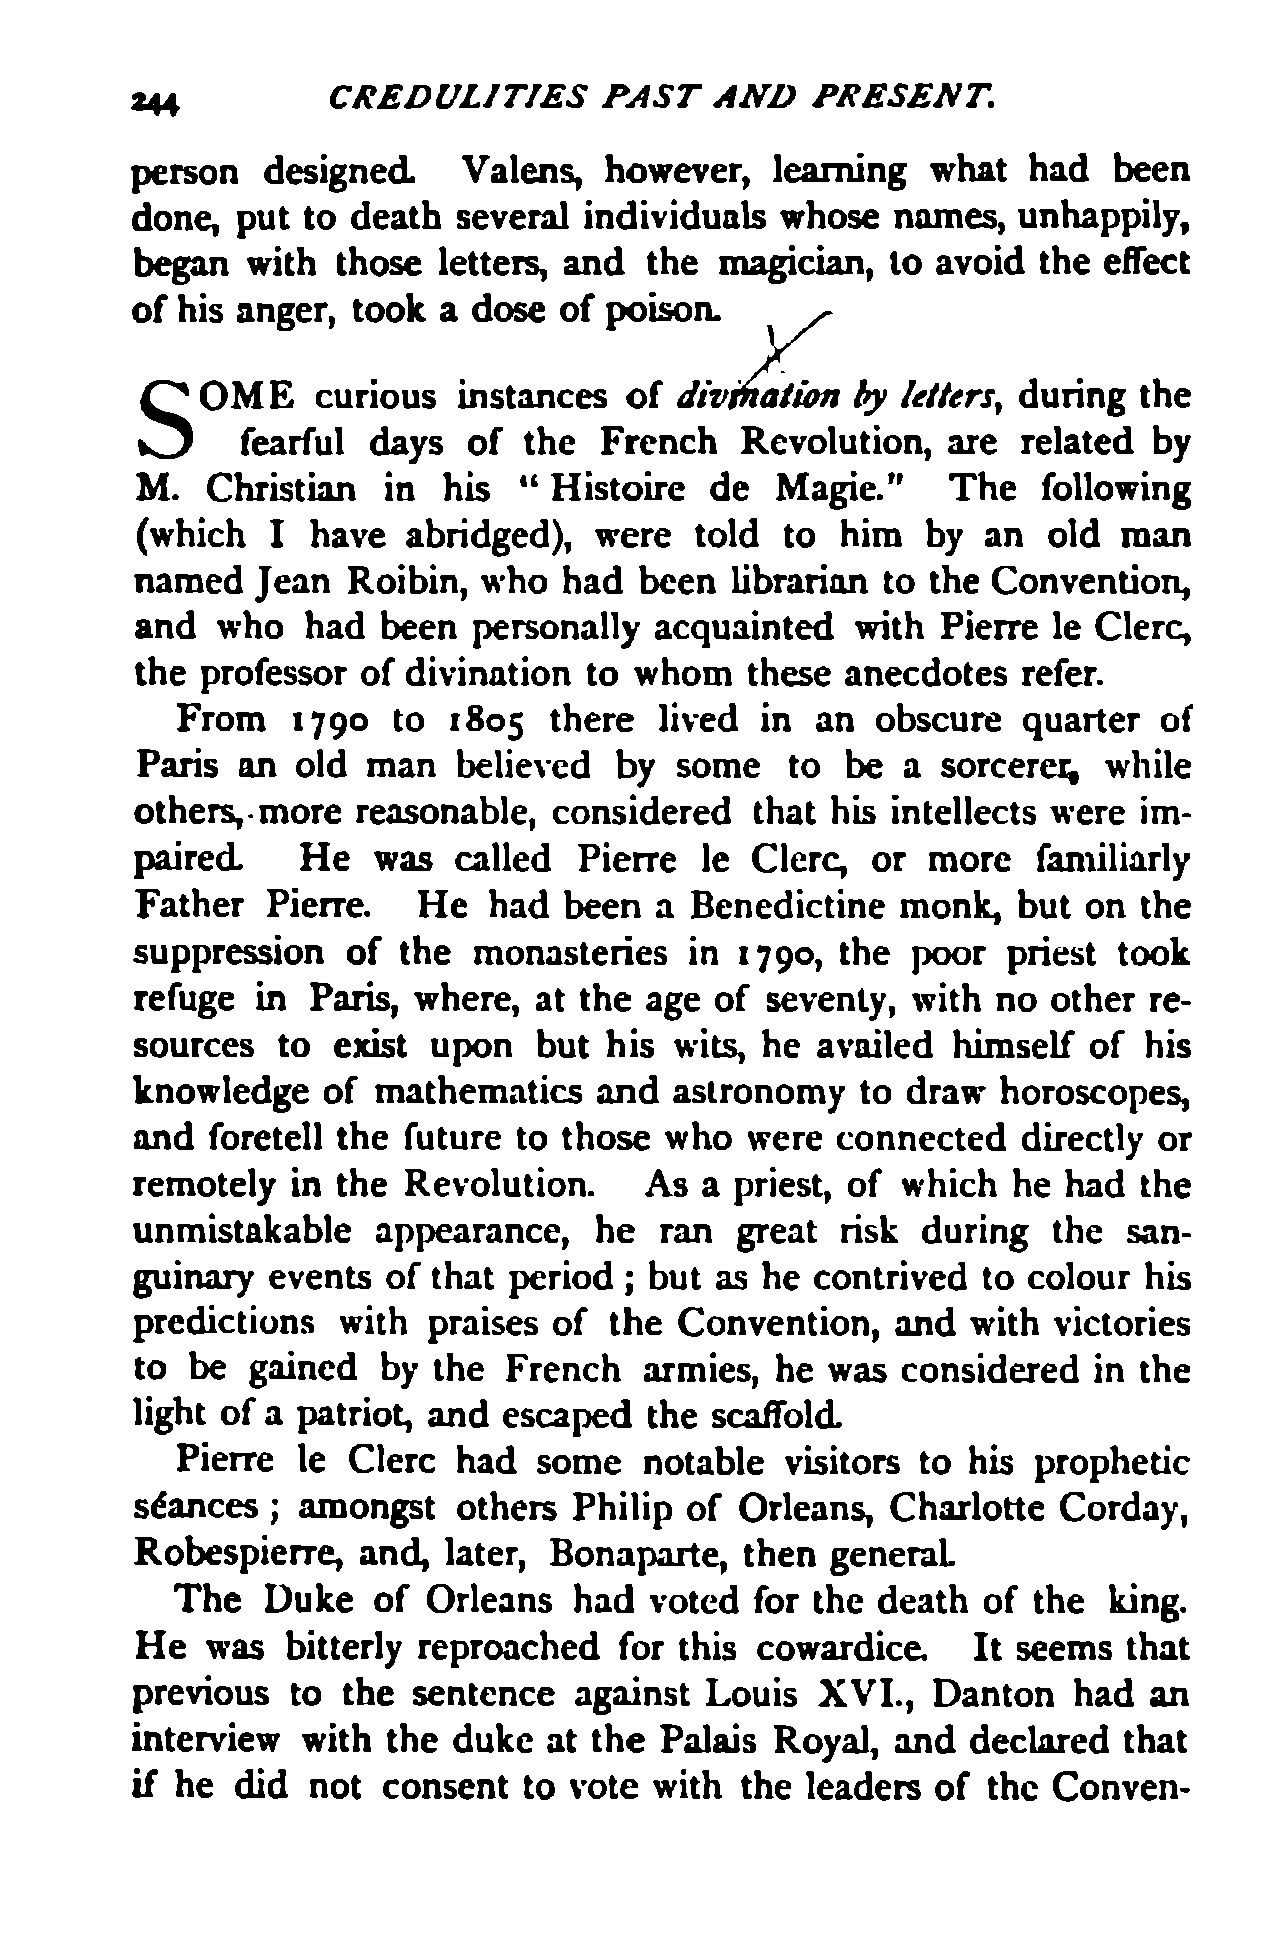 244 CREDULITIES PAST AND PRESENT.
person designed. Valens, however, learning what had been
done, put to death several individuals whose names, unhappily,
began with those letters, and the magician, to avoid the effect
of his anger, took a dose of poison.
SOME curious instances of divination by letters, during the
fearful days of the French Revolution, are related by
M. Christian in his “Histoire de Magie.” The following
(which I have abridged), were told to him by an old man
named Jean Roibin, who had been librarian to the Convention,
and who had been personally acquainted with Pierre le Clerc,
the professor of divination to whom these anecdotes refer.
From 1790 to 1805 there lived in an obscure quarter of
Paris an old man believed by some to be a sorcerer, while
others, more reasonable, considered that his intellects were im-
paired. He was called Pierre le Clerc, or more familiarly
Father Pierre. He had been a Benedictine monk, but on the
suppression of the monasteries in 1790, the poor priest took
refuge in Paris, where, at the age of seventy, with no other re-
sources to exist upon but his wits, he availed himself of his
knowledge of mathematics and astronomy to draw horoscopes,
and foretell the future to those who were connected directly or
remotely in the Revolution. As a priest, of which he had the
unmistakable appearance, he ran great risk during the san-
guinary events of that period ; but as he contrived to colour his
predictions with praises of the Convention, and with victories
to be gained by the French armies, he was considered in the
light of a patriot, and escaped the scaffold.
Pierre le Clerc had some notable visitors to his prophetic
séances ; amongst others Philip of Orleans, Charlotte Corday,
Robespierre, and, later, Bonaparte, then general.
The Duke of Orleans had voted for the death of the king.
He was bitterly reproached for this cowardice. It seems that
previous to the sentence against Louis XVI., Danton had an
interview with the duke at the Palais Royal, and declared that
if he did not consent to vote with the leaders of the Conven-